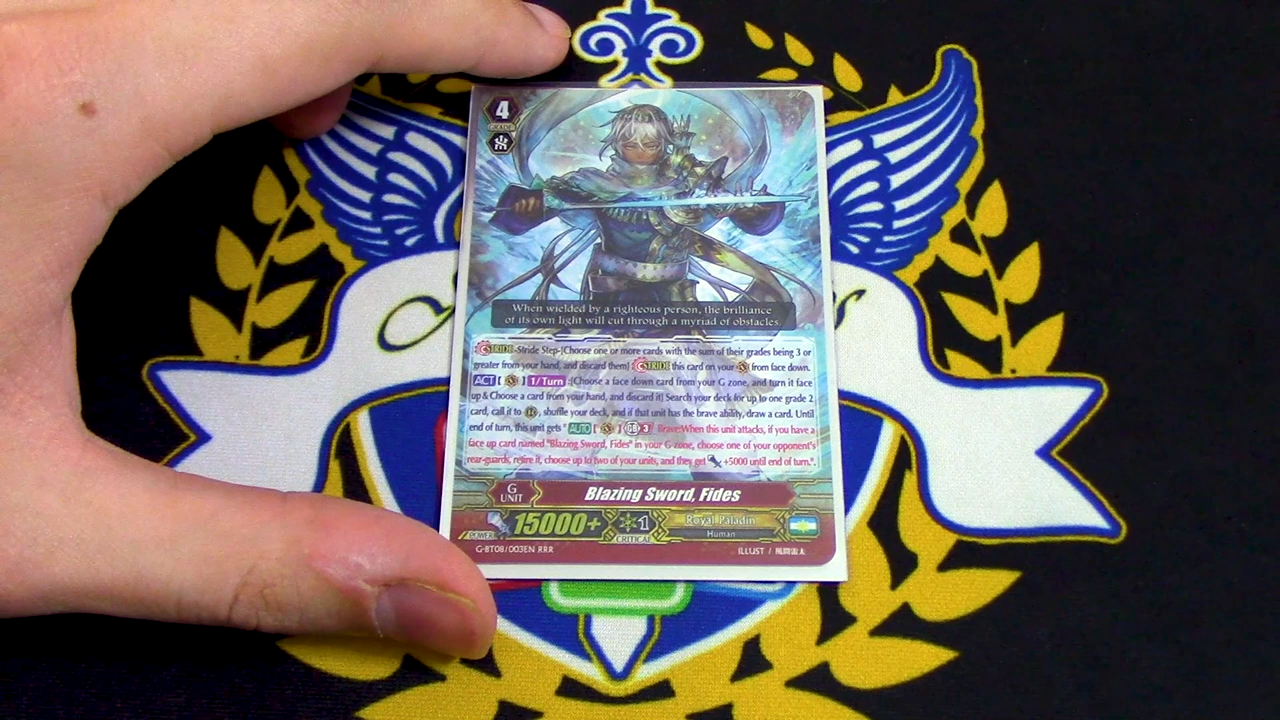 4
GRADE
When wielded by a righteous person, the brilliance
of its own light will cut through a myriad of obstacles.
STRIDE -Stride Step-[Choose one or more cards with the sum of their grades being 3 or
greater from your hand, and discard them] STRIDE this card on your from face down.
ACT [ ] 1/Turn :[Choose a face down card from your G zone, and turn it face
up & Choose a card from your hand, and discard it] Search your deck for up to one grade 2
card, call it to , shuffle your deck, and if that unit has the brave ability, draw a card. Until
end of turn, this unit gets " AUTO [ ] GB 3 Brave:When this unit attacks, if you have a
face up card named "Blazing Sword, Fides" in your G zone, choose one of your opponent's
rear-guards, retire it, choose up to two of your units, and they get +5000 until end of turn.".
G
UNIT
Blazing Sword, Fides
POWER 15000+ 1 CRITICAL Royal Paladin
Human
G-BT08/003EN RRR ILLUST /